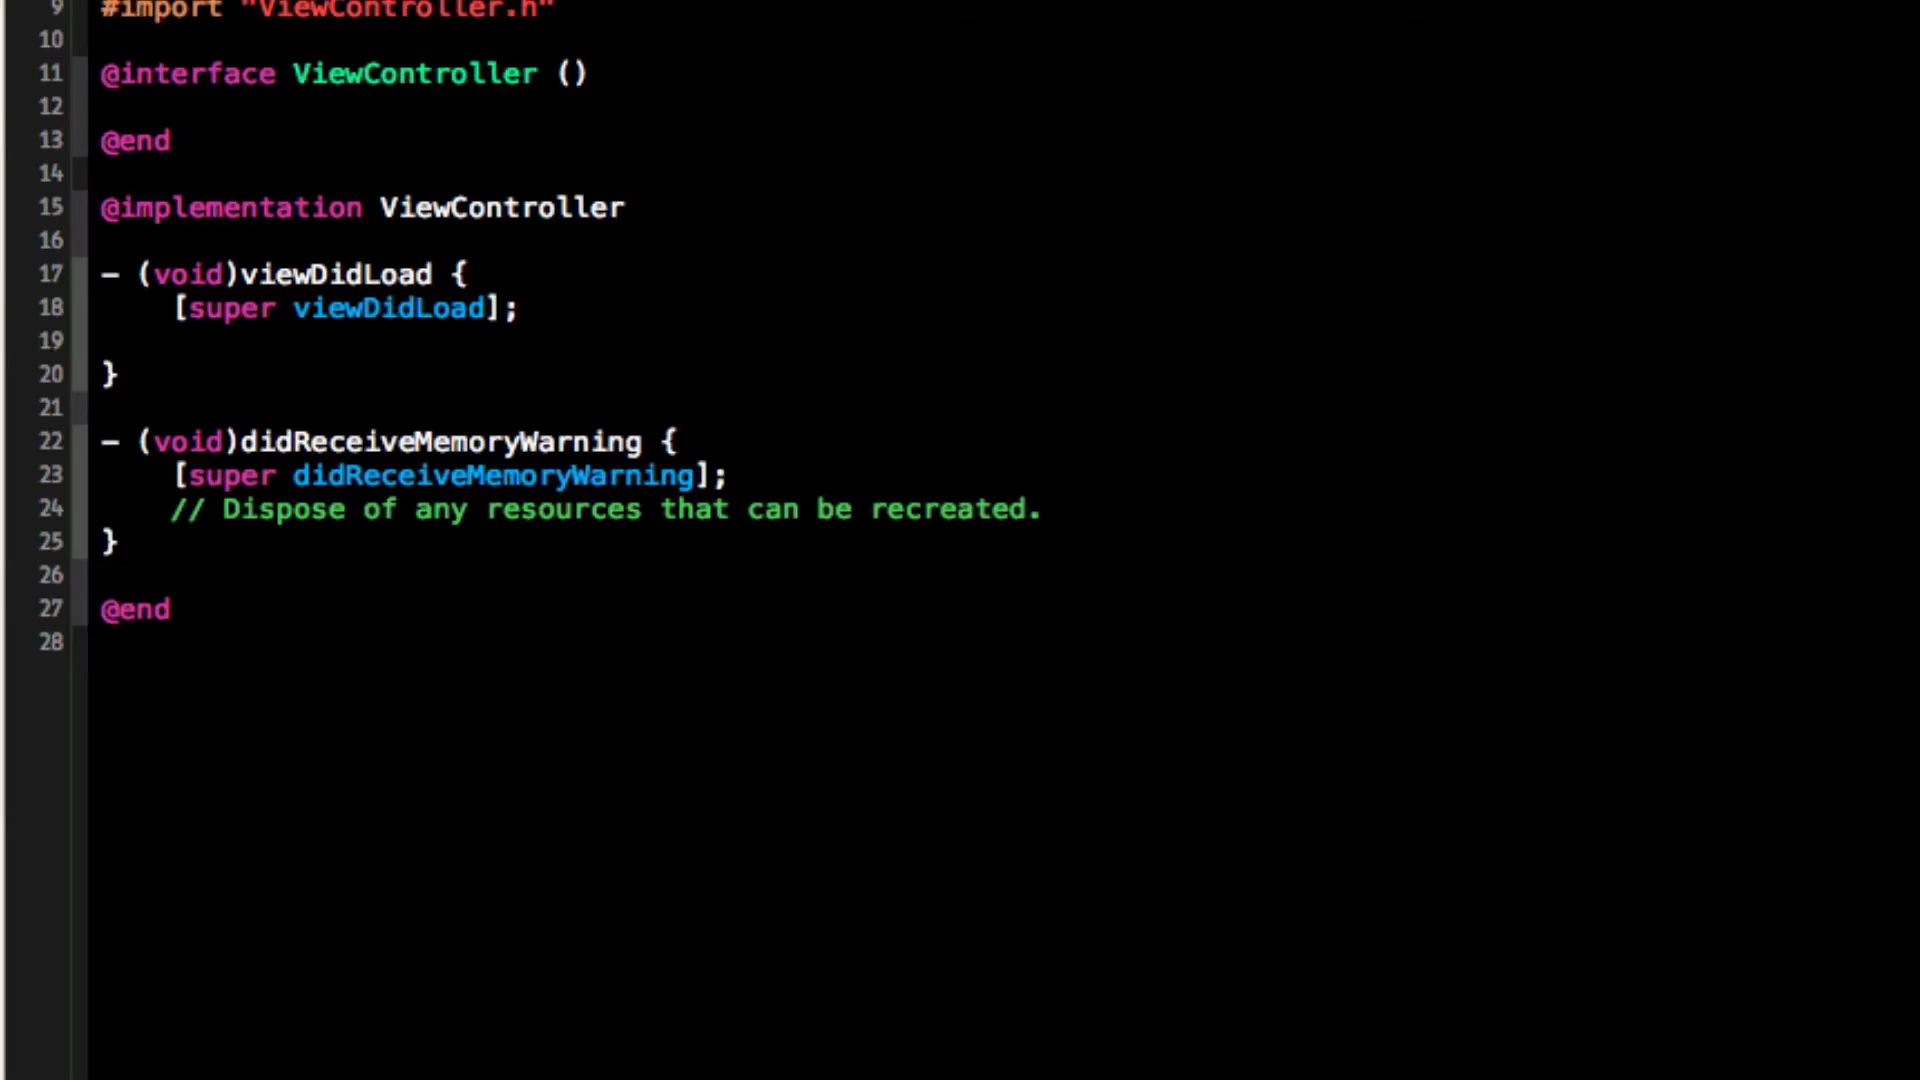 9 #import "ViewController.h"
10
11 @interface ViewController ()
12
13 @end
14
15 @implementation ViewController
16
17 - (void)viewDidLoad {
18     [super viewDidLoad];
19
20 }
21
22 - (void)didReceiveMemoryWarning {
23     [super didReceiveMemoryWarning];
24     // Dispose of any resources that can be recreated.
25 }
26
27 @end
28